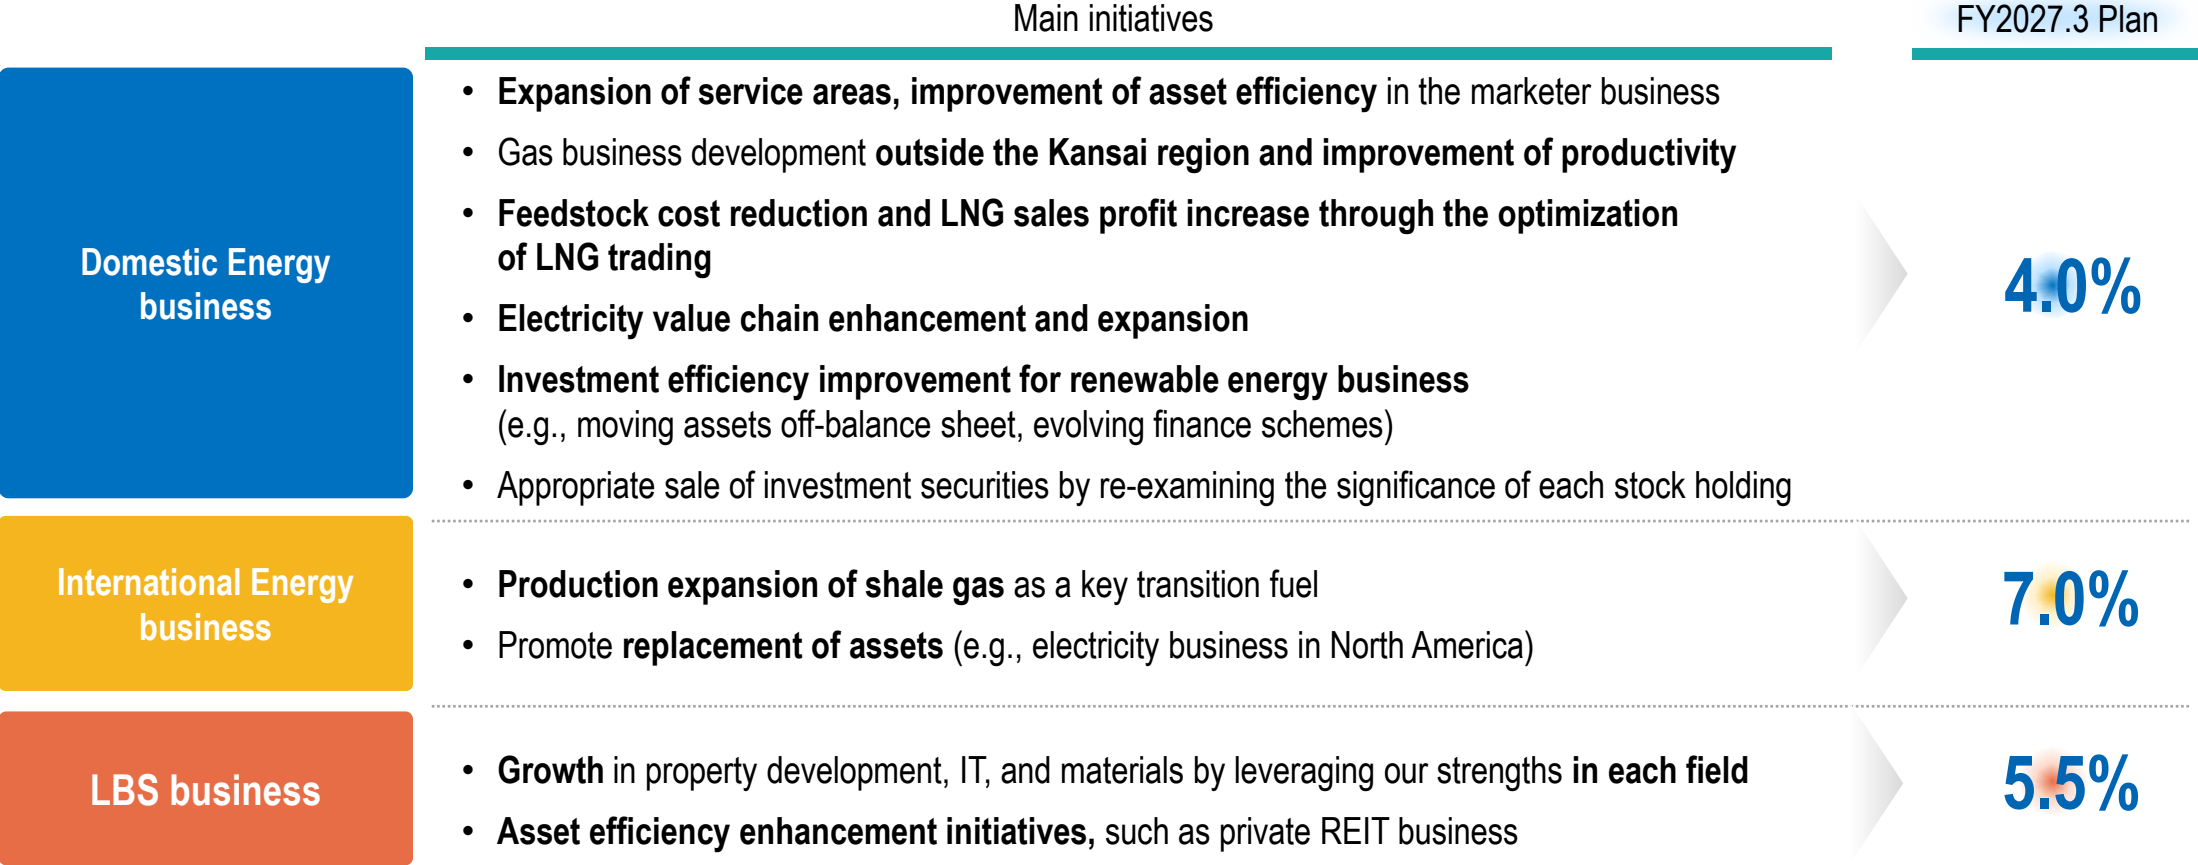 Main initiatives
FY2027.3 Plan
Domestic Energy
business
• Expansion of service areas, improvement of asset efficiency in the marketer business
• Gas business development outside the Kansai region and improvement of productivity
• Feedstock cost reduction and LNG sales profit increase through the optimization
of LNG trading
• Electricity value chain enhancement and expansion
• Investment efficiency improvement for renewable energy business
(e.g., moving assets off-balance sheet, evolving finance schemes)
• Appropriate sale of investment securities by re-examining the significance of each stock holding
4.0%
International Energy
business
• Production expansion of shale gas as a key transition fuel
• Promote replacement of assets (e.g., electricity business in North America)
7.0%
LBS business
• Growth in property development, IT, and materials by leveraging our strengths in each field
• Asset efficiency enhancement initiatives, such as private REIT business
5.5%